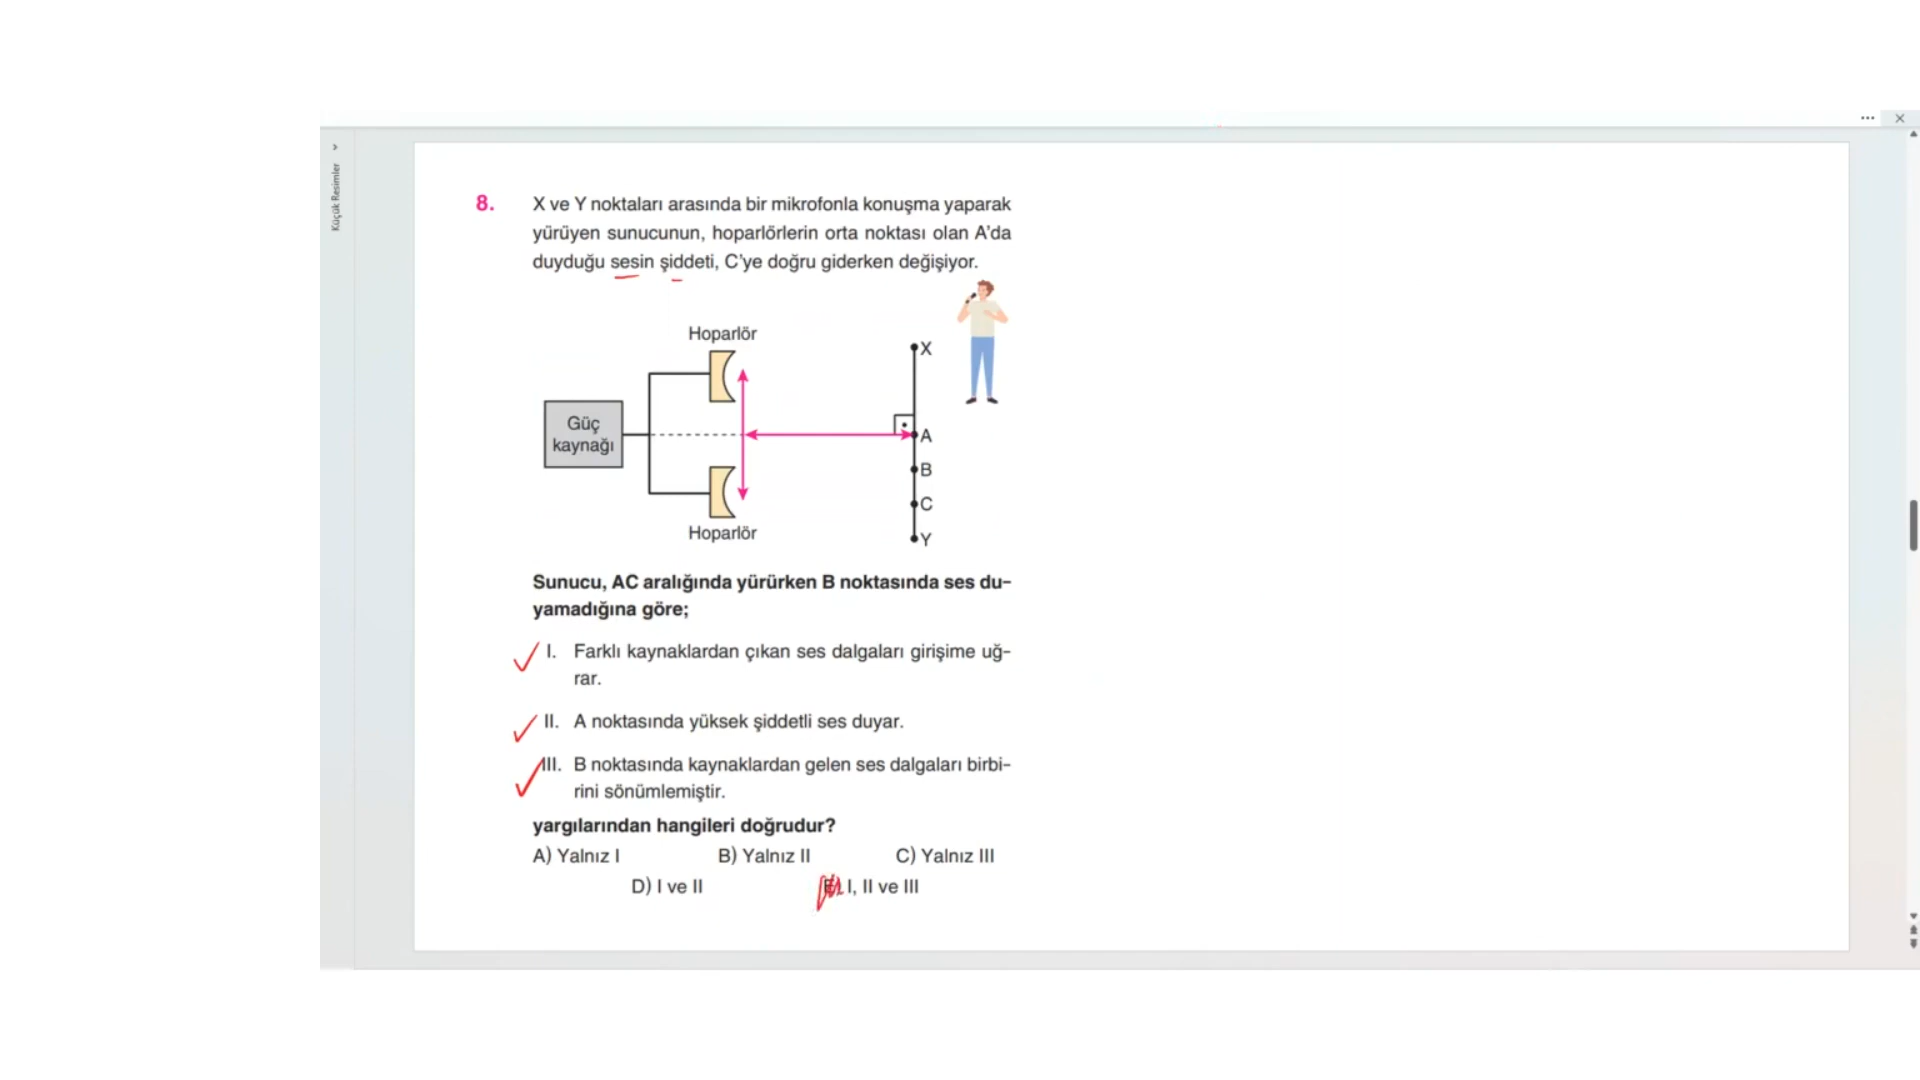 Küçük Resimler
8. X ve Y noktaları arasında bir mikrofonla konuşma yaparak
yürüyen sunucunun, hoparlörlerin orta noktası olan A'da
duyduğu sesin şiddeti, C'ye doğru giderken değişiyor.
Hoparlör
X
Güç
kaynağı
A
B
C
Hoparlör
Y
Sunucu, AC aralığında yürürken B noktasında ses du-
yamadığına göre;
I. Farklı kaynaklardan çıkan ses dalgaları girişime uğ-
rar.
II. A noktasında yüksek şiddetli ses duyar.
III. B noktasında kaynaklardan gelen ses dalgaları birbi-
rini sönümlemiştir.
yargılarından hangileri doğrudur?
A) Yalnız I B) Yalnız II C) Yalnız III
D) I ve II E) I, II ve III